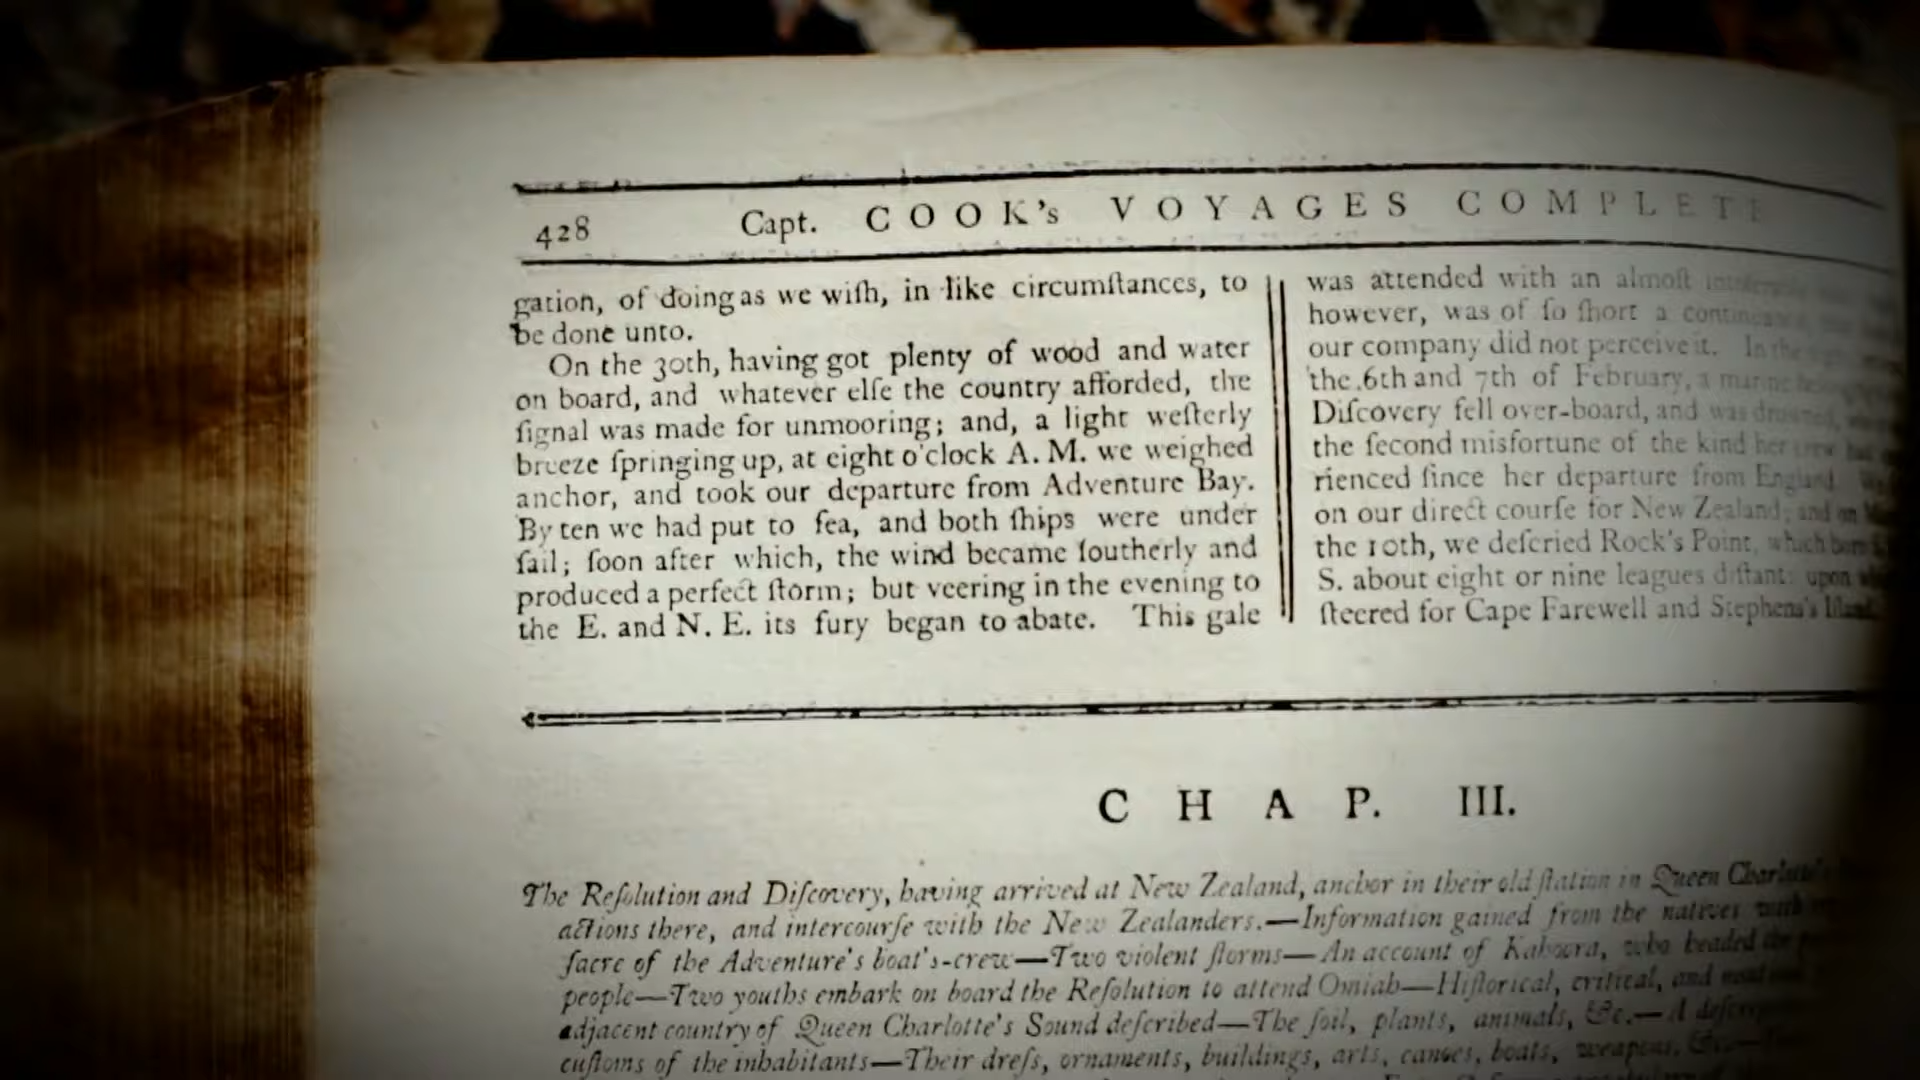 428 Capt. COOK's VOYAGES COMPLETE
gation, of doing as we wiſh, in like circumſtances, to
be done unto.
On the 30th, having got plenty of wood and water
on board, and whatever elſe the country afforded, the
ſignal was made for unmooring; and, a light weſterly
breeze ſpringing up, at eight o'clock A. M. we weighed
anchor, and took our departure from Adventure Bay.
By ten we had put to ſea, and both ſhips were under
ſail; ſoon after which, the wind became ſoutherly and
produced a perfect ſtorm; but veering in the evening to
the E. and N. E. its fury began to abate. This gale
was attended with an almoſt
however, was of ſo ſhort a
our company did not perceive it. In the
the 6th and 7th of February, a marine
Diſcovery fell over-board, and was
the ſecond misfortune of the kind her crew
rienced ſince her departure from England.
on our direct courſe for New Zealand; and on
the 10th, we deſcried Rock's Point, which
S. about eight or nine leagues diſtant: upon
ſteered for Cape Farewell and Stephens's
CHAP. III.
The Reſolution and Diſcovery, having arrived at New Zealand, anchor in their old ſtation in Queen Charlotte's
actions there, and intercourſe with the New Zealanders.—Information gained from the natives
ſacre of the Adventure's boat's-crew—Two violent ſtorms—An account of Kahoora, who headed the
people—Two youths embark on board the Reſolution to attend Omiah—Hiſtorical, critical, and
adjacent country of Queen Charlotte's Sound deſcribed—The ſoil, plants, animals, &c.—A
cuſtoms of the inhabitants—Their dreſs, ornaments, buildings, arts, canoes, boats, weapons, &c.—